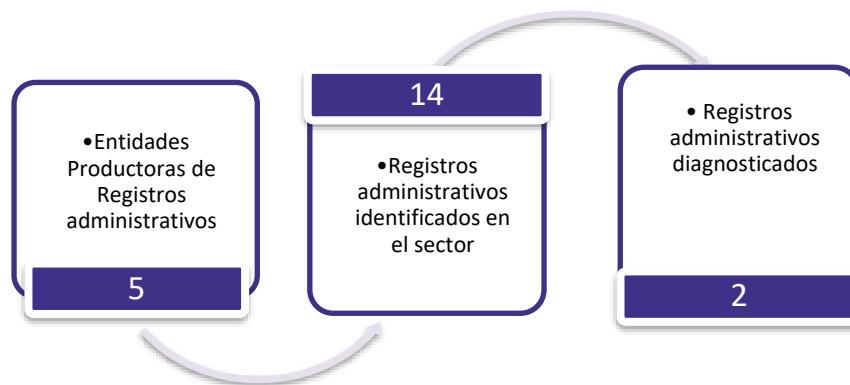 •Entidades
Productoras de
Registros
administrativos
5
14
•Registros
administrativos
identificados en
el sector
• Registros
administrativos
diagnosticados
2